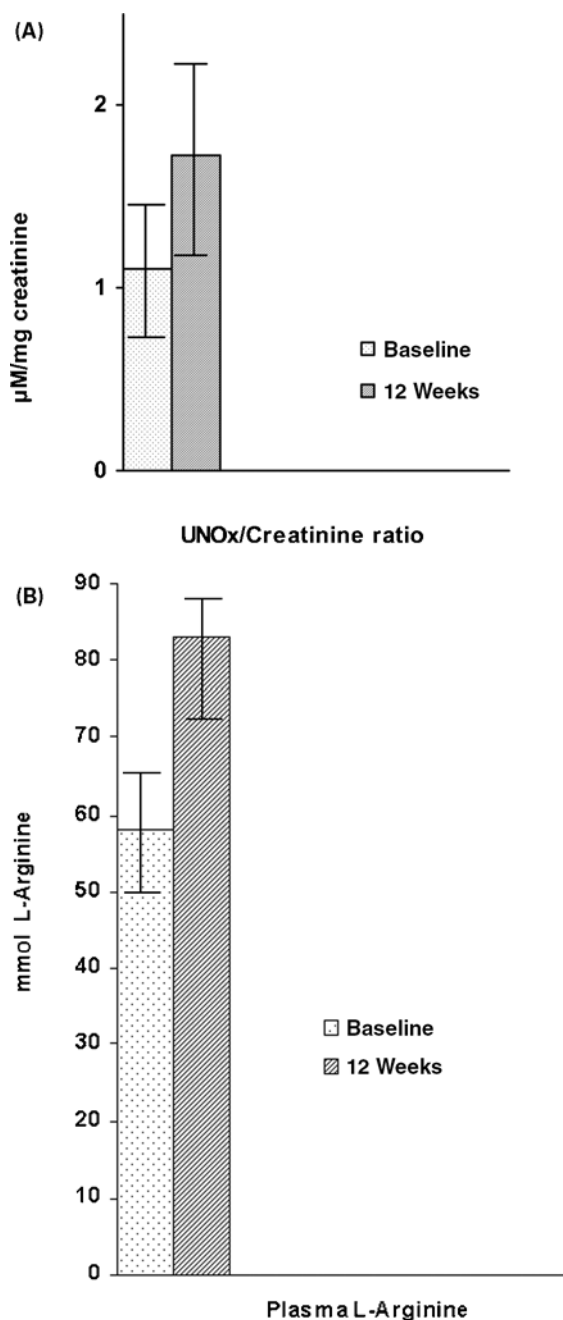 (A)
2
1
0
µM/mg creatinine
Baseline
12 Weeks
UNOx/Creatinine ratio
(B)
90
80
70
60
50
40
30
20
10
0
mmol L-Arginine
Baseline
12 Weeks
Plasma L-Arginine